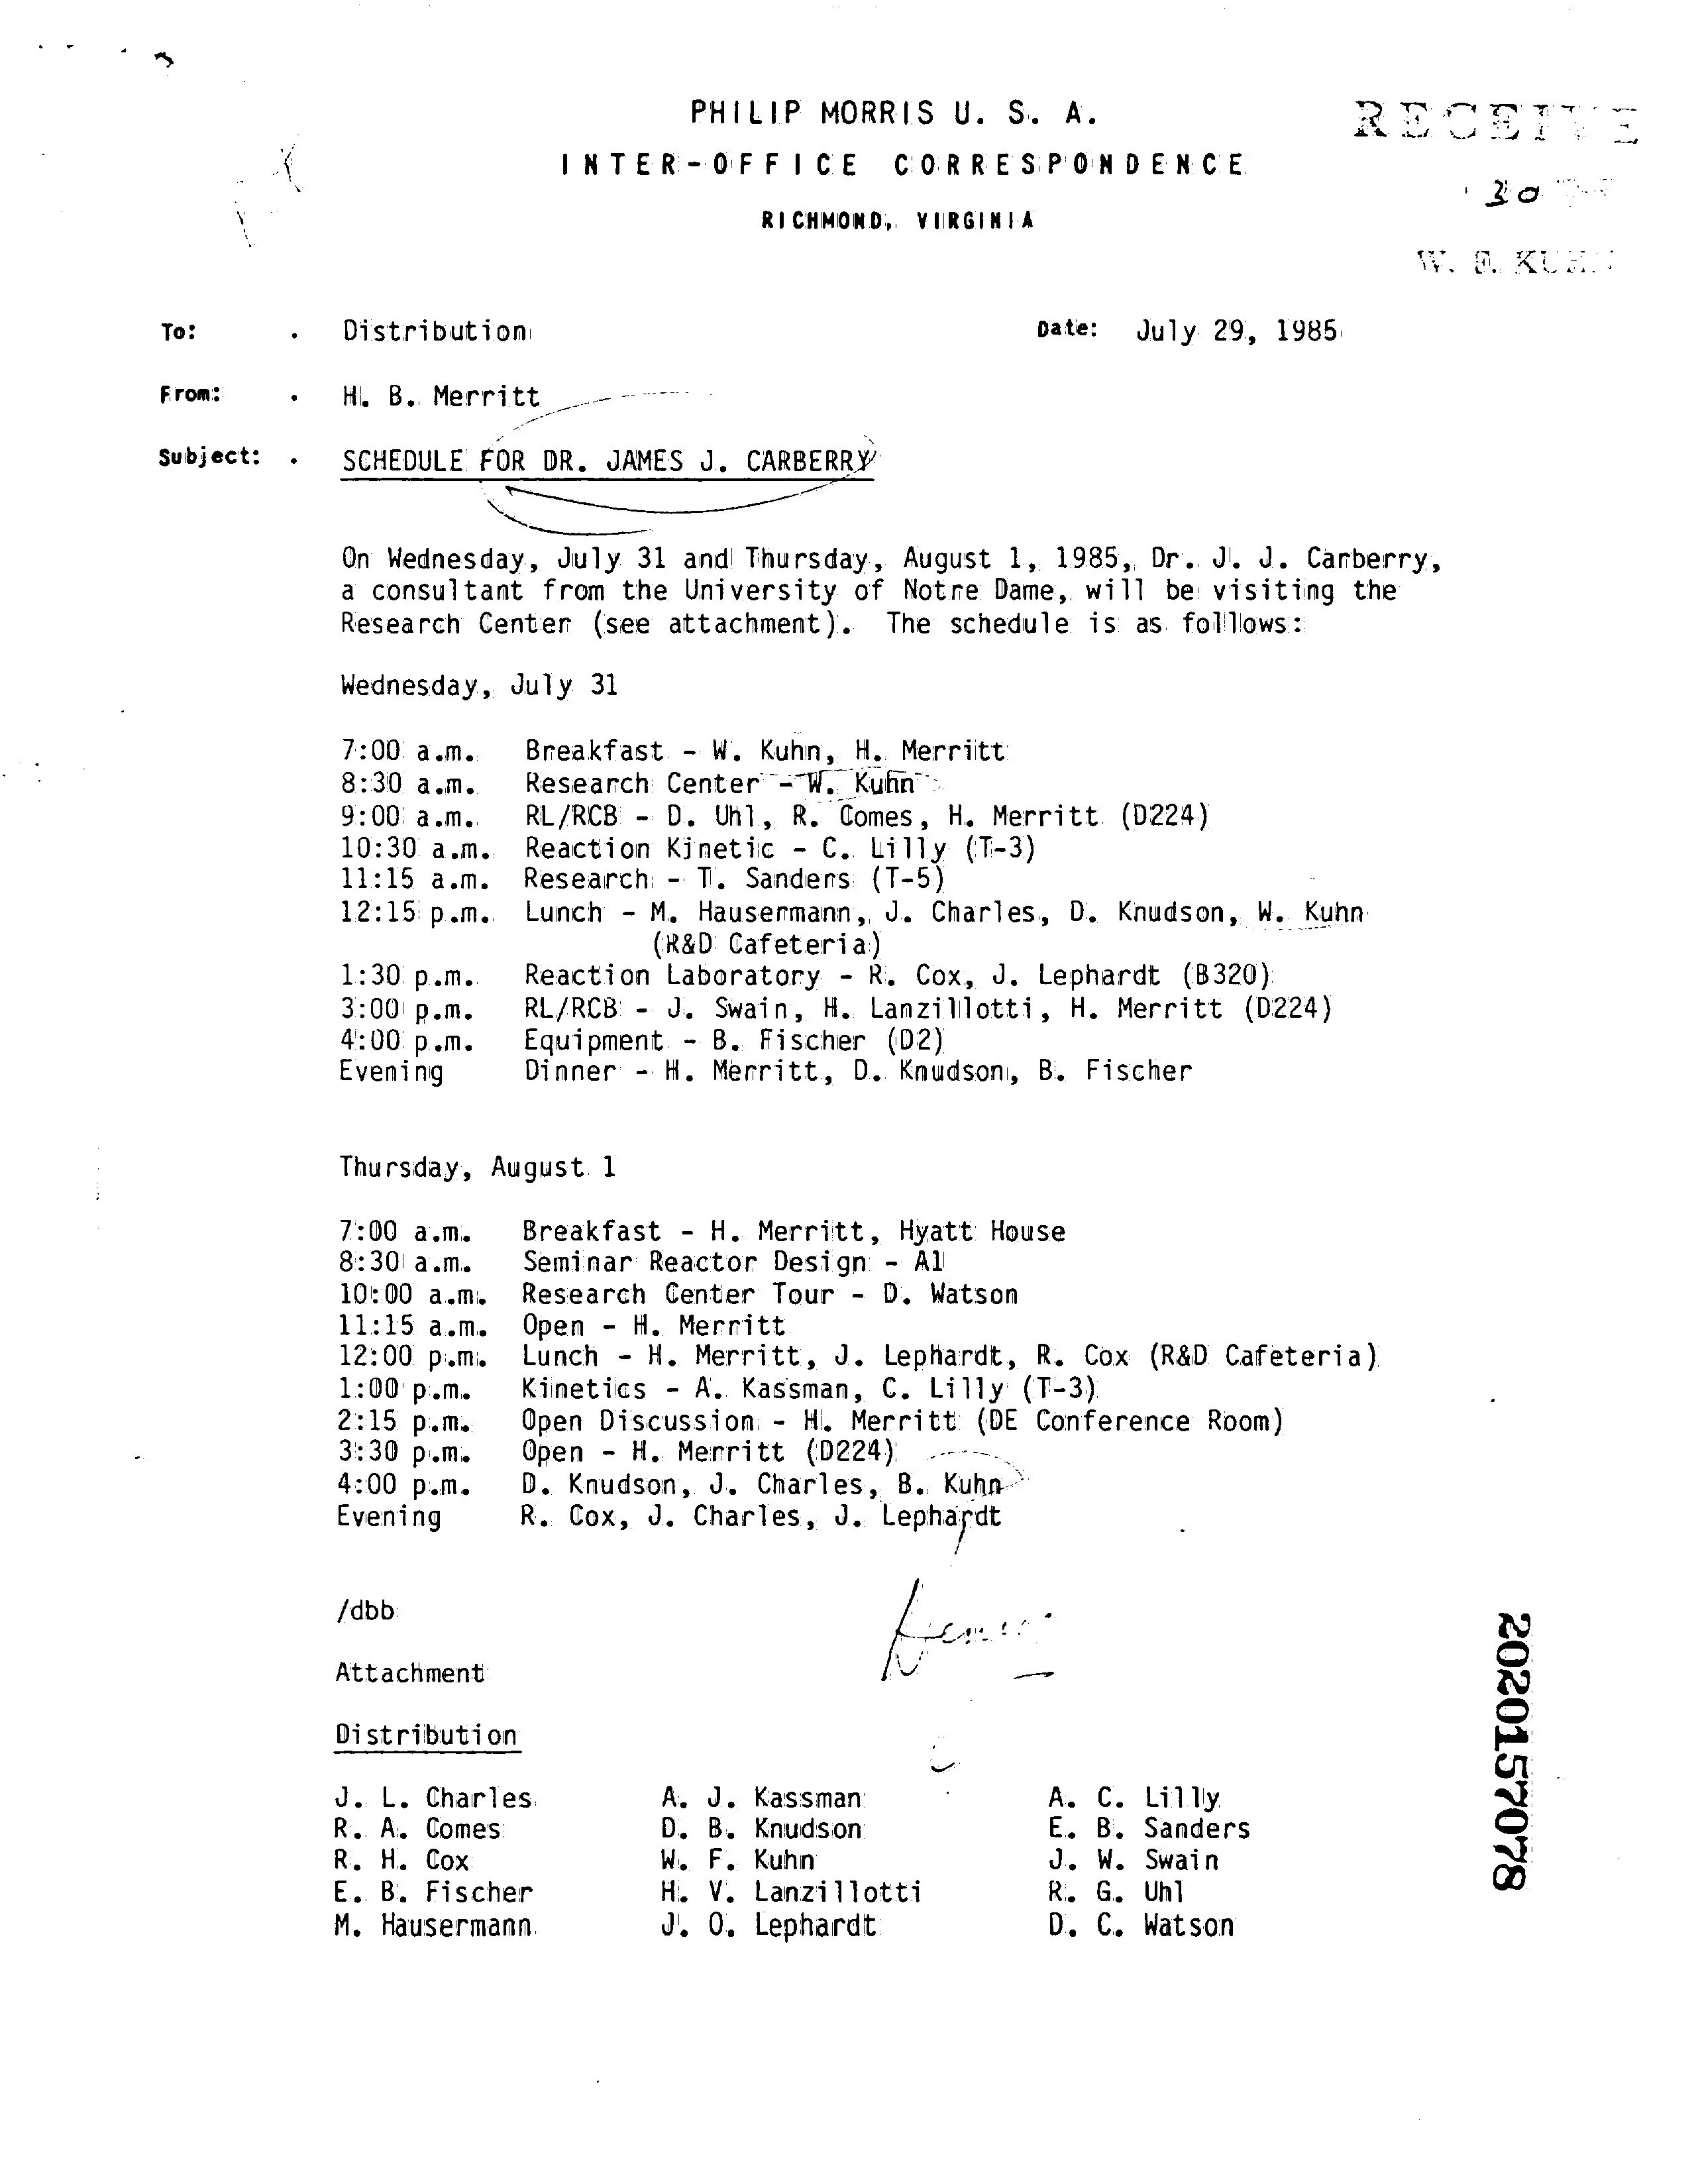 PHILIP MORRIS U. S. A.
INTER-OFFICE CORRESPONDENCE
RICHMOND, VIRGINIA
30
W. F. KUHN
To: . Distribution Date: July 29, 1985
From: . H. B. Merritt
Subject: . SCHEDULE FOR DR. JAMES J. CARBERRY
On Wednesday, July 31 and Thursday, August 1, 1985, Dr. J. J. Carberry,
a consultant from the University of Notre Dame, will be visiting the
Research Center (see attachment). The schedule is as follows:
Wednesday, July 31
7:00 a.m. Breakfast - W. Kuhn, H. Merritt
8:30 a.m. Research Center - W. Kuhn
9:00 a.m. RL/RCB - D. Uhl, R. Comes, H. Merritt (D224)
10:30 a.m. Reaction Kinetic - C. Lilly (T-3)
11:15 a.m. Research - T. Sanders (T-5)
12:15 p.m. Lunch - M. Hausermann, J. Charles, D. Knudson, W. Kuhn
(R&D Cafeteria)
1:30 p.m. Reaction Laboratory - R. Cox, J. Lephardt (B320)
3:00 p.m. RL/RCB - J. Swain, H. Lanzillotti, H. Merritt (D224)
4:00 p.m. Equipment - B. Fischer (D2)
Evening Dinner - H. Merritt, D. Knudson, B. Fischer
Thursday, August 1
7:00 a.m. Breakfast - H. Merritt, Hyatt House
8:30 a.m. Seminar Reactor Design - A1
10:00 a.m. Research Center Tour - D. Watson
11:15 a.m. Open - H. Merritt
12:00 p.m. Lunch - H. Merritt, J. Lephardt, R. Cox (R&D Cafeteria)
1:00 p.m. Kinetics - A. Kassman, C. Lilly (T-3)
2:15 p.m. Open Discussion - H. Merritt (DE Conference Room)
3:30 p.m. Open - H. Merritt (D224)
4:00 p.m. D. Knudson, J. Charles, B. Kuhn
Evening R. Cox, J. Charles, J. Lephardt
/dbb
Attachment
Distribution
J. L. Charles A. J. Kassman A. C. Lilly
R. A. Comes D. B. Knudson E. B. Sanders
R. H. Cox W. F. Kuhn J. W. Swain
E. B. Fischer H. V. Lanzillotti R. G. Uhl
M. Hausermann J. O. Lephardt D. C. Watson
2020157078